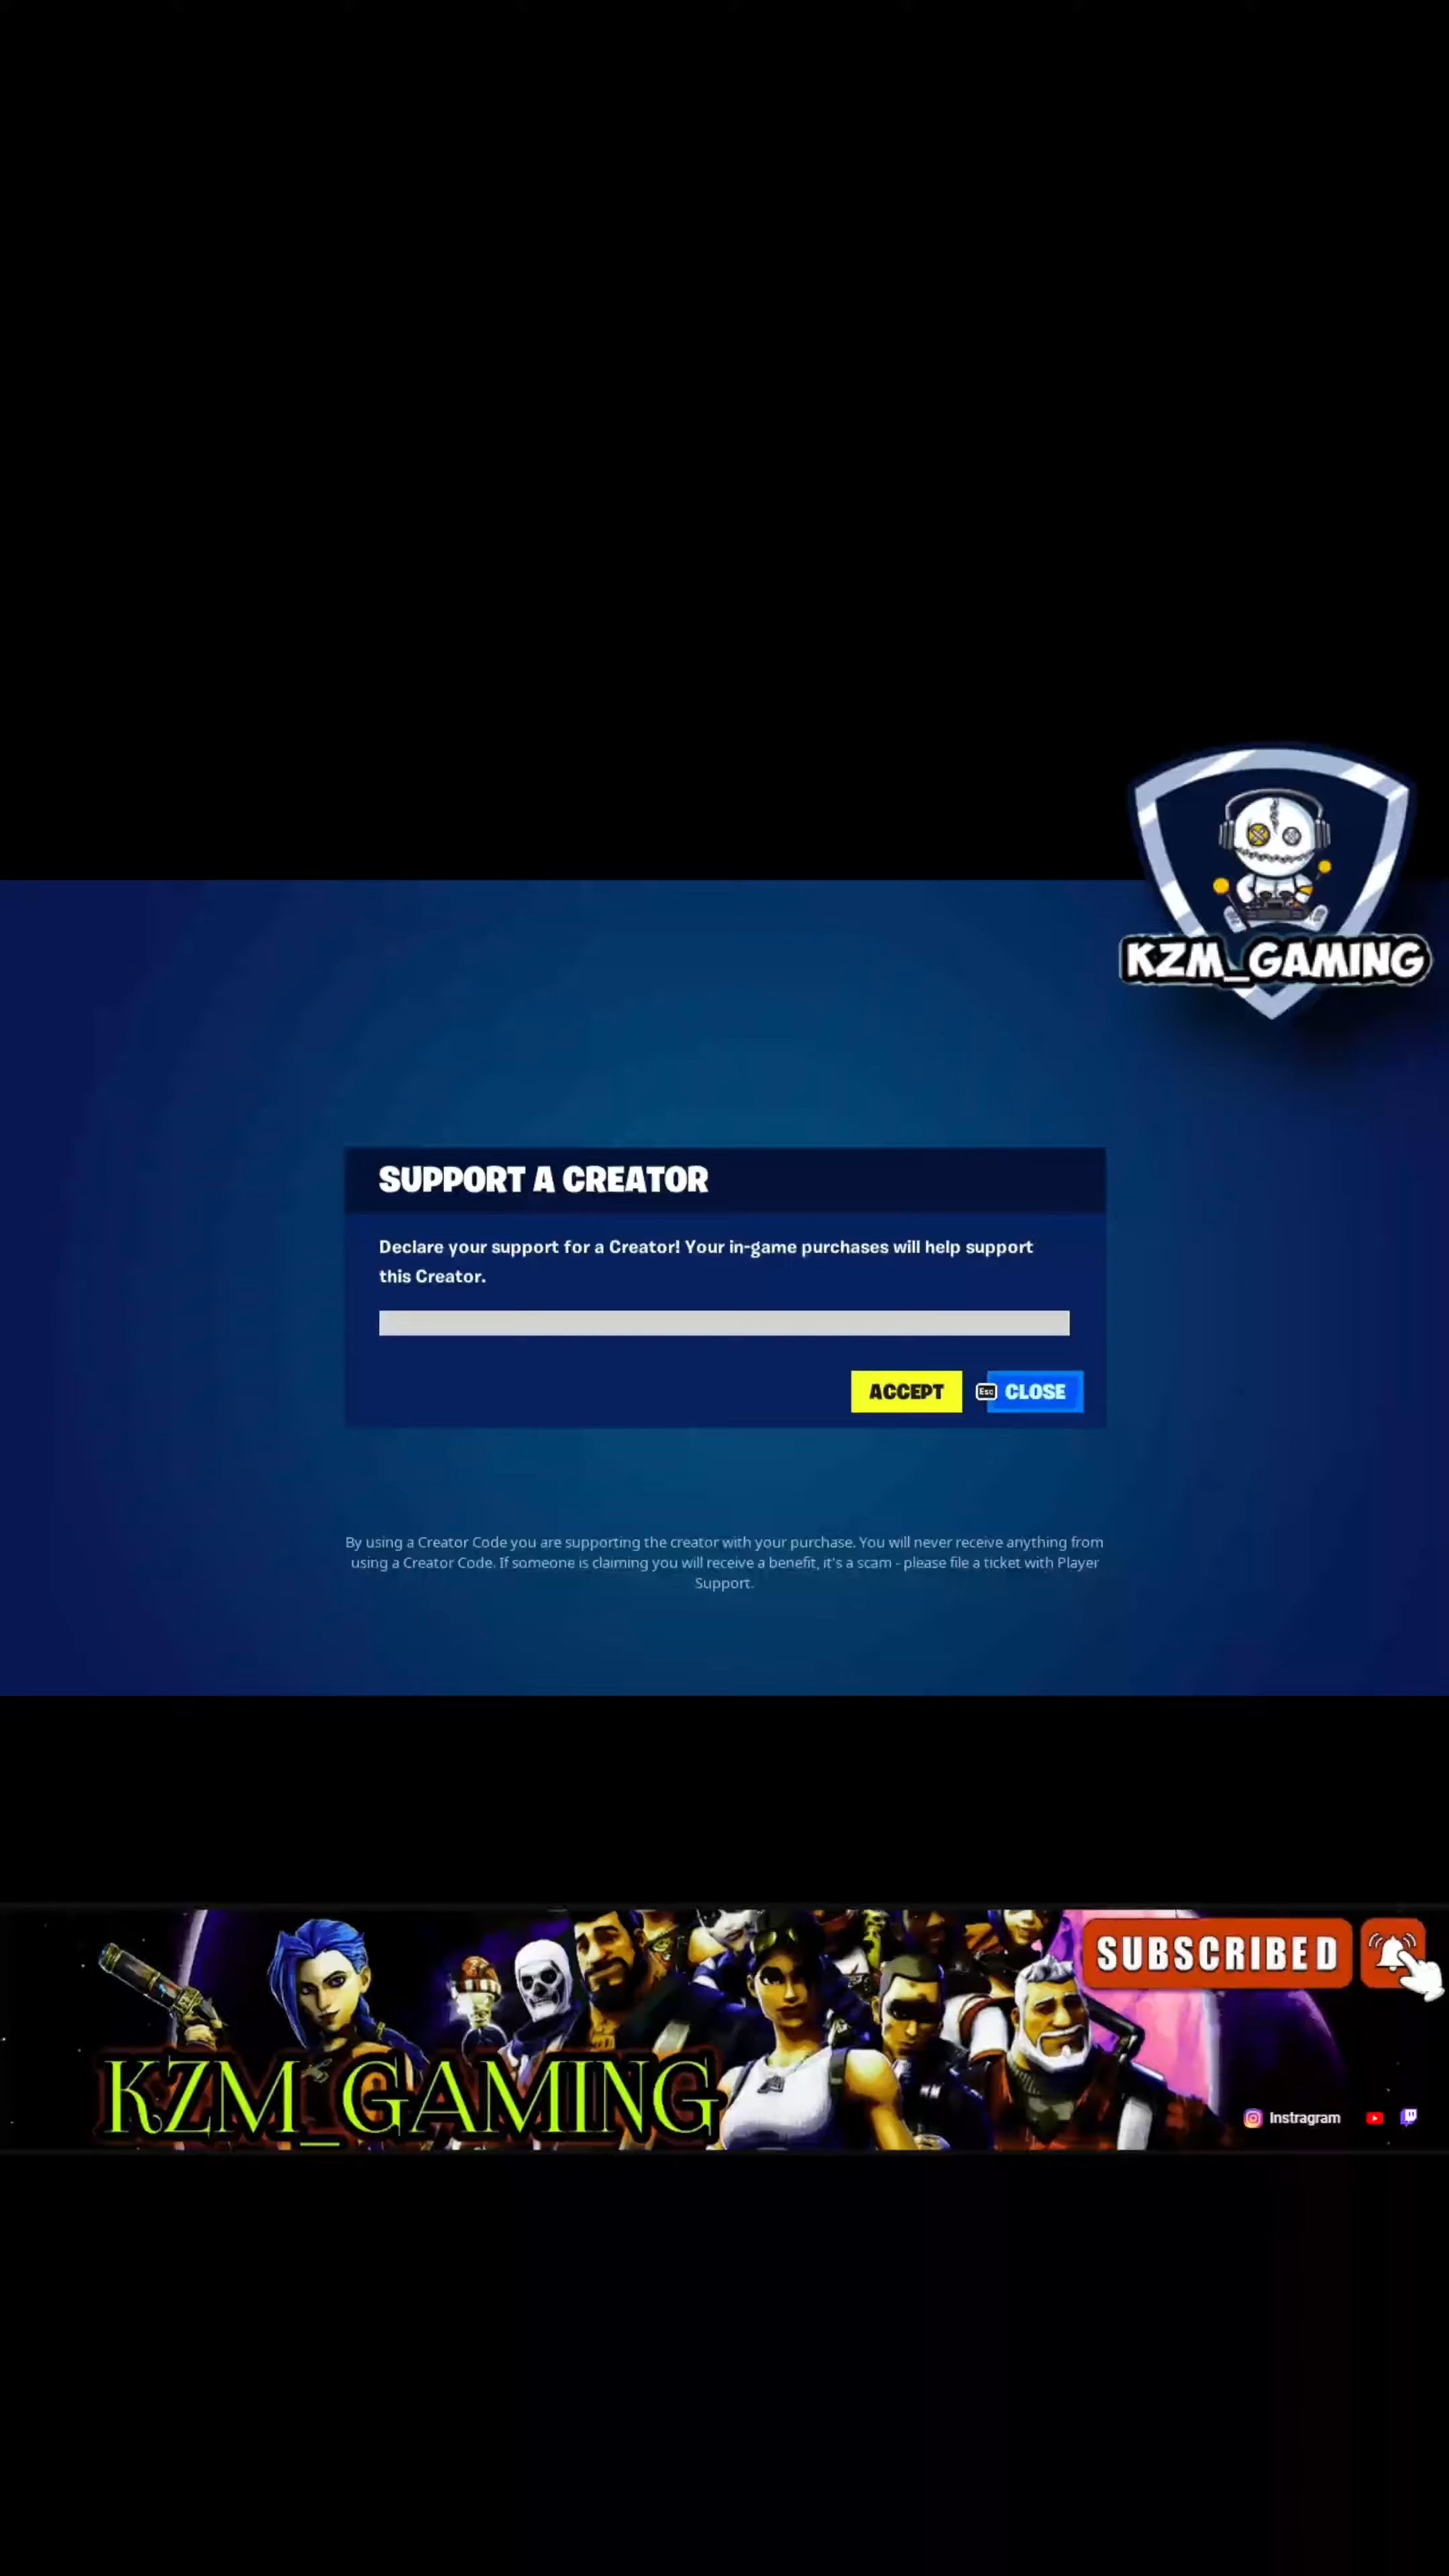 KZM_GAMING
SUPPORT A CREATOR
Declare your support for a Creator! Your in-game purchases will help support
this Creator.
ACCEPT
Esc
CLOSE
By using a Creator Code you are supporting the creator with your purchase. You will never receive anything from
using a Creator Code. If someone is claiming you will receive a benefit, it's a scam - please file a ticket with Player
Support.
SUBSCRIBED
KZM_GAMING
Instragram